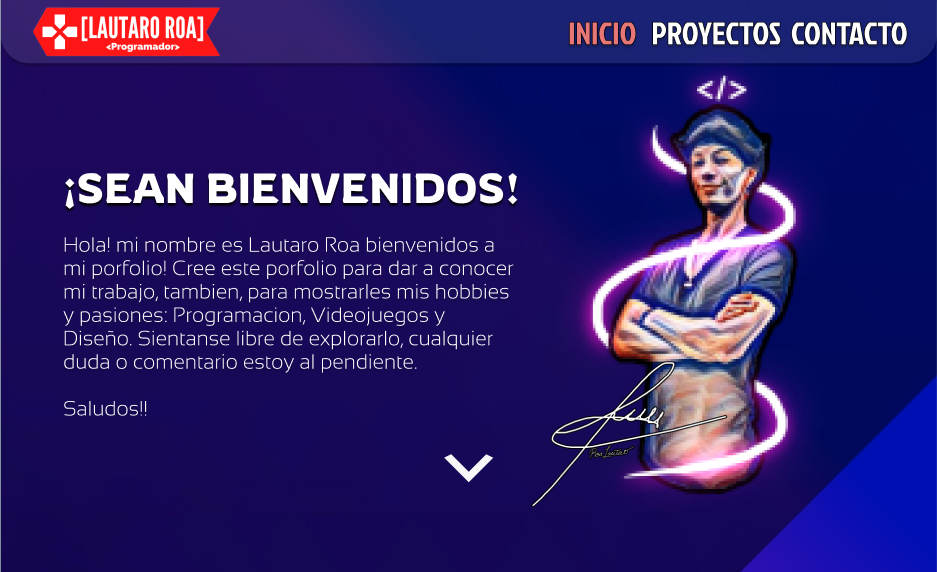 [LAUTARO ROA]
<Programador>
INICIO PROYECTOS CONTACTO
</>
¡SEAN BIENVENIDOS!
Hola! mi nombre es Lautaro Roa bienvenidos a
mi porfolio! Cree este porfolio para dar a conocer
mi trabajo, tambien, para mostrarles mis hobbies
y pasiones: Programacion, Videojuegos y
Diseño. Sientanse libre de explorarlo, cualquier
duda o comentario estoy al pendiente.
Saludos!!
Roa Lautaro